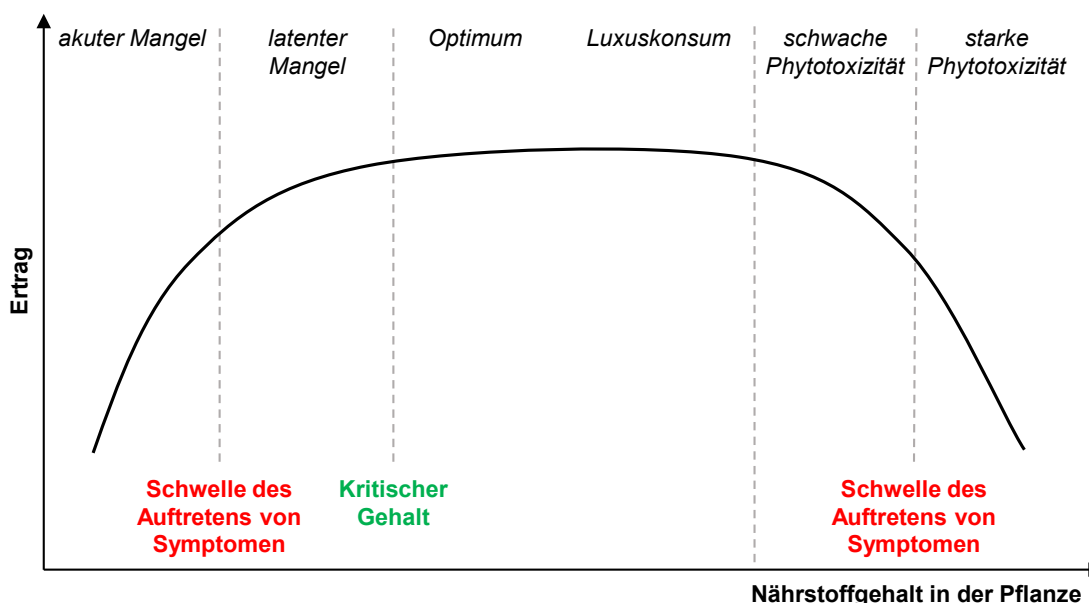 akuter Mangel
latenter
Mangel
Optimum
Luxuskonsum
schwache
Phytotoxizität
starke
Phytotoxizität
Ertrag
Schwelle des
Auftretens von
Symptomen
Kritischer
Gehalt
Schwelle des
Auftretens von
Symptomen
Nährstoffgehalt in der Pflanze